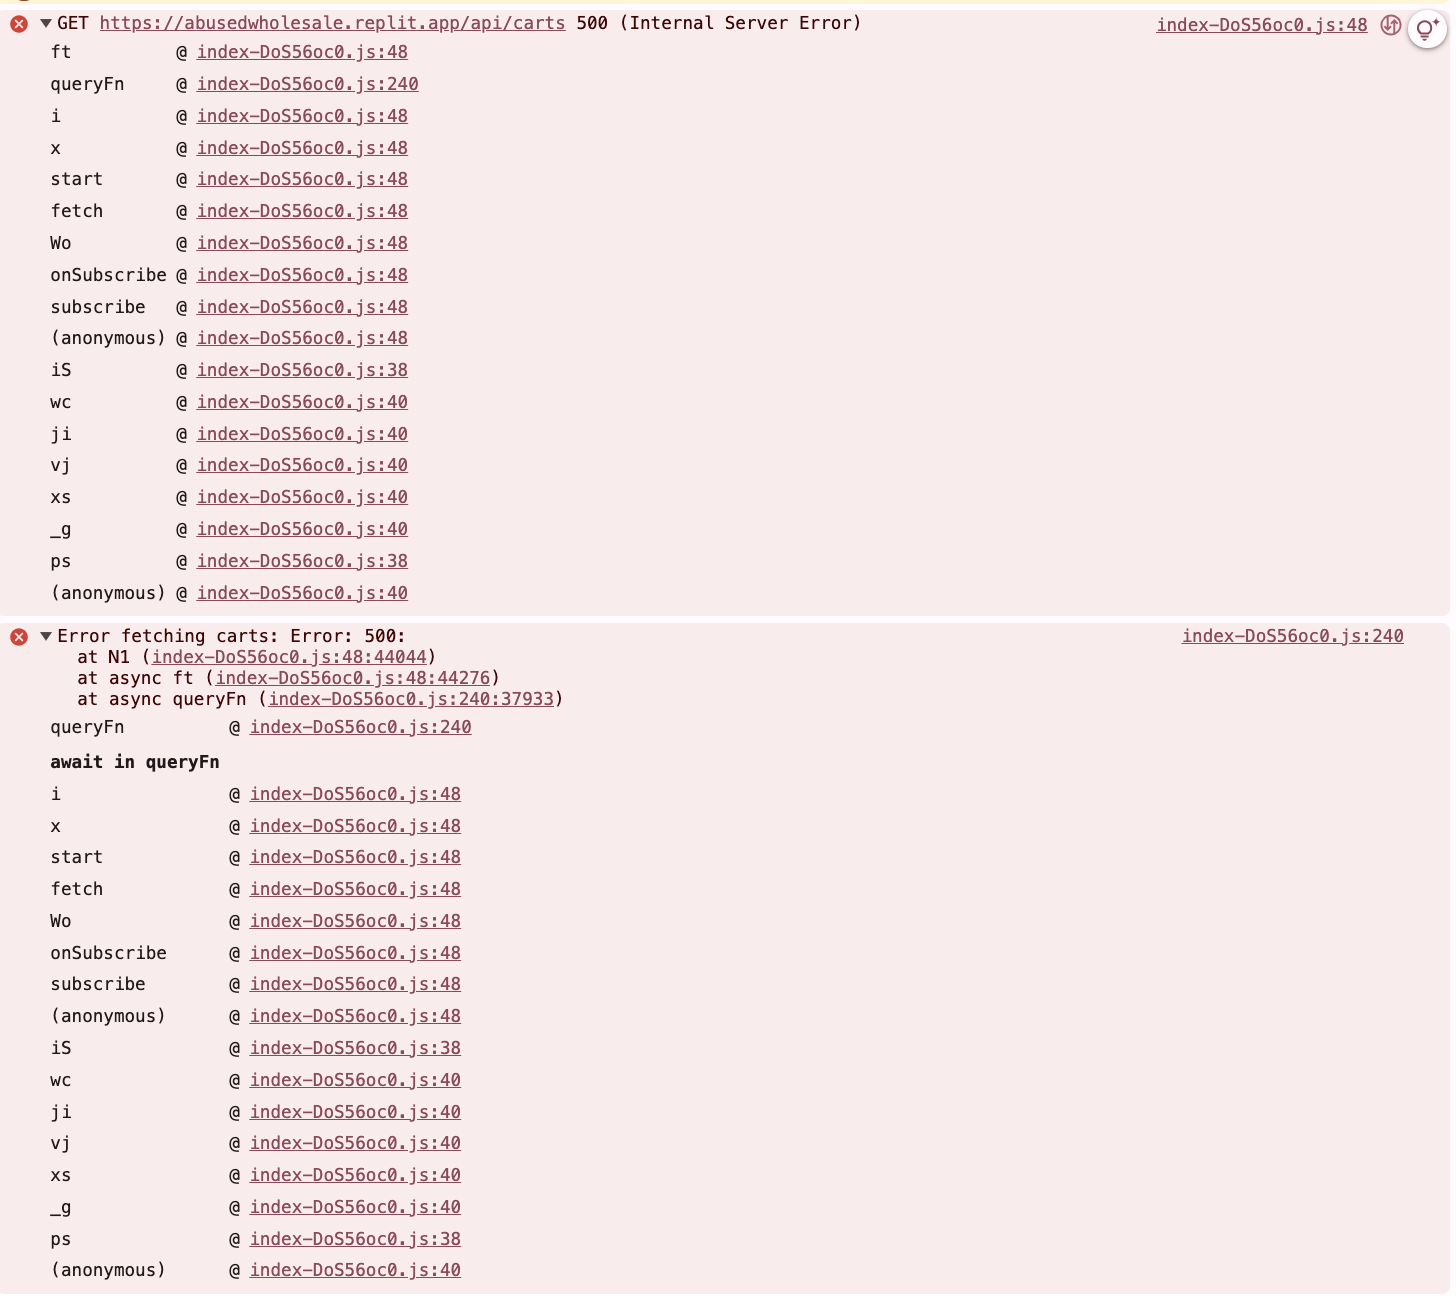 GET https://abusedwholesale.replit.app/api/carts 500 (Internal Server Error) index-DoS56oc0.js:48
ft @ index-DoS56oc0.js:48
queryFn @ index-DoS56oc0.js:240
i @ index-DoS56oc0.js:48
x @ index-DoS56oc0.js:48
start @ index-DoS56oc0.js:48
fetch @ index-DoS56oc0.js:48
Wo @ index-DoS56oc0.js:48
onSubscribe @ index-DoS56oc0.js:48
subscribe @ index-DoS56oc0.js:48
(anonymous) @ index-DoS56oc0.js:48
iS @ index-DoS56oc0.js:38
wc @ index-DoS56oc0.js:40
ji @ index-DoS56oc0.js:40
vj @ index-DoS56oc0.js:40
xs @ index-DoS56oc0.js:40
_g @ index-DoS56oc0.js:40
ps @ index-DoS56oc0.js:38
(anonymous) @ index-DoS56oc0.js:40
Error fetching carts: Error: 500: index-DoS56oc0.js:240
at N1 (index-DoS56oc0.js:48:44044)
at async ft (index-DoS56oc0.js:48:44276)
at async queryFn (index-DoS56oc0.js:240:37933)
queryFn @ index-DoS56oc0.js:240
await in queryFn
i @ index-DoS56oc0.js:48
x @ index-DoS56oc0.js:48
start @ index-DoS56oc0.js:48
fetch @ index-DoS56oc0.js:48
Wo @ index-DoS56oc0.js:48
onSubscribe @ index-DoS56oc0.js:48
subscribe @ index-DoS56oc0.js:48
(anonymous) @ index-DoS56oc0.js:48
iS @ index-DoS56oc0.js:38
wc @ index-DoS56oc0.js:40
ji @ index-DoS56oc0.js:40
vj @ index-DoS56oc0.js:40
xs @ index-DoS56oc0.js:40
_g @ index-DoS56oc0.js:40
ps @ index-DoS56oc0.js:38
(anonymous) @ index-DoS56oc0.js:40